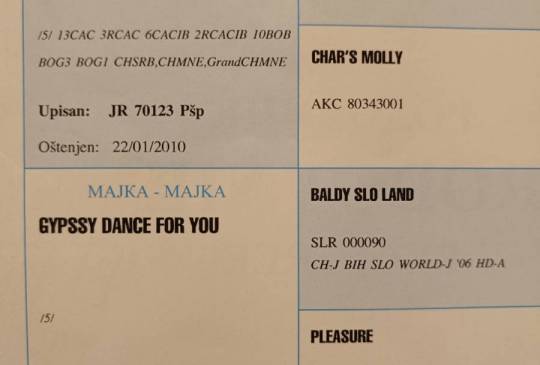 /5/ 13CAC 3RCAC 6CACIB 2RCACIB 10BOB
BOG3 BOG1 CHSRB,CHMNE,GrandCHMNE
Upisan: JR 70123 Pšp
Oštenjen: 22/01/2010
CHAR'S MOLLY
AKC 80343001
MAJKA - MAJKA
GYPSSY DANCE FOR YOU
/5/
BALDY SLO LAND
SLR 000090
CH-J BIH SLO WORLD-J '06 HD-A
PLEASURE